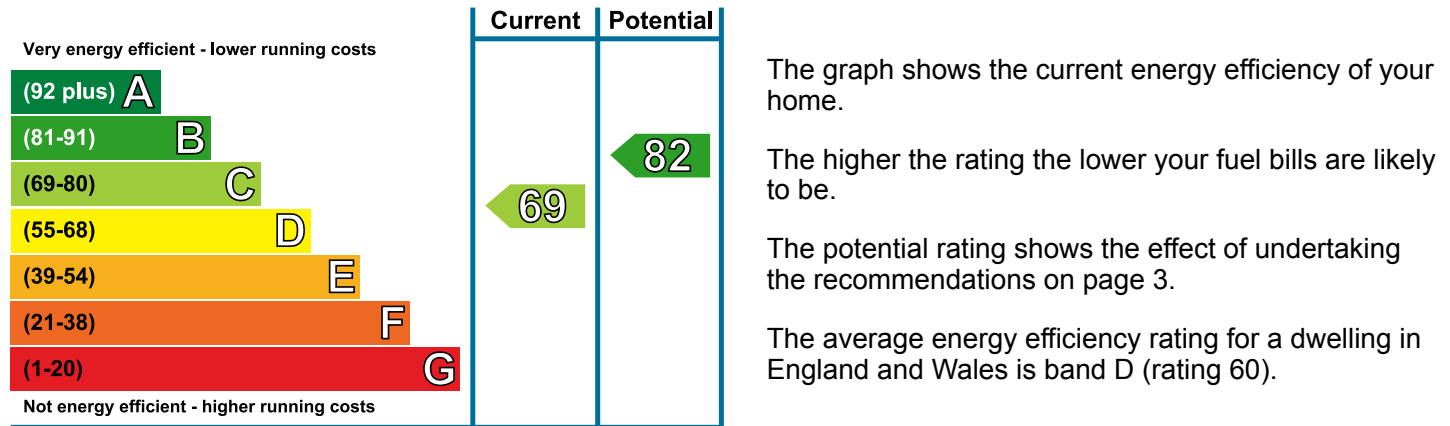 Current Potential
Very energy efficient - lower running costs
(92 plus) A
(81-91) B
82
(69-80) C
69
(55-68) D
(39-54) E
(21-38) F
(1-20) G
Not energy efficient - higher running costs
The graph shows the current energy efficiency of your
home.
The higher the rating the lower your fuel bills are likely
to be.
The potential rating shows the effect of undertaking
the recommendations on page 3.
The average energy efficiency rating for a dwelling in
England and Wales is band D (rating 60).